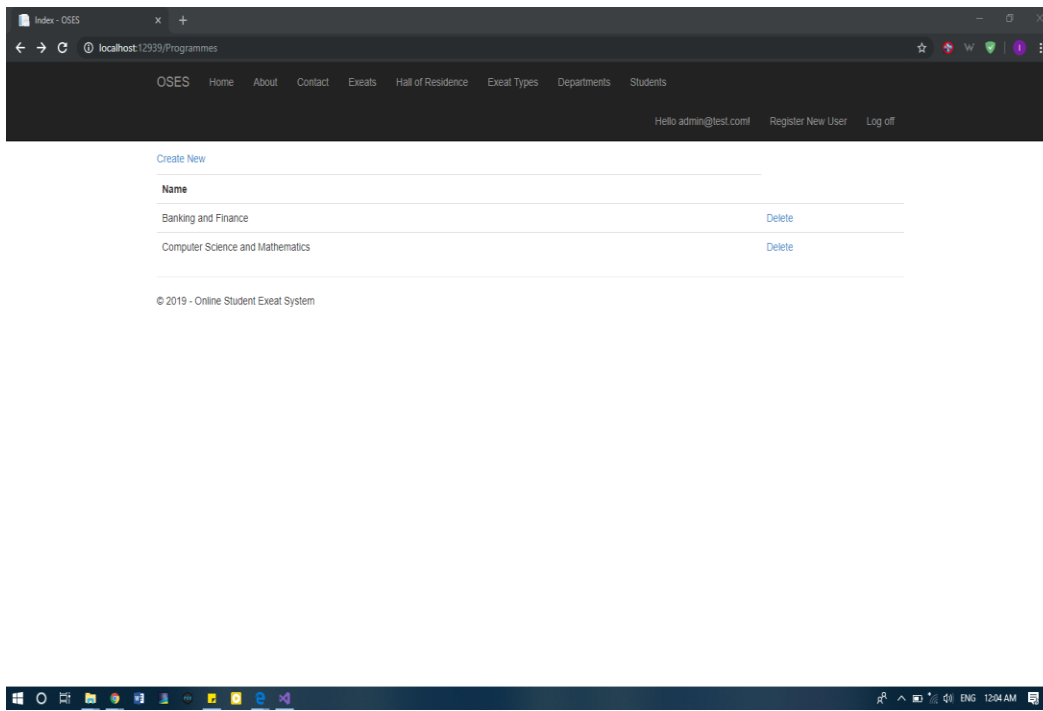 Index - OSES
localhost:12939/Programmes
OSES Home About Contact Exeats Hall of Residence Exeat Types Departments Students
Hello admin@test.com! Register New User Log off
Create New
Name
Banking and Finance Delete
Computer Science and Mathematics Delete
© 2019 - Online Student Exeat System
ENG 12:04 AM